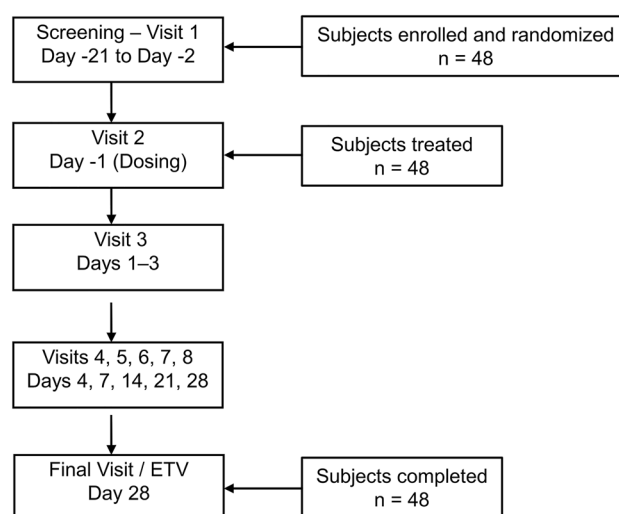 Screening – Visit 1
Day -21 to Day -2
Subjects enrolled and randomized
n = 48
Visit 2
Day -1 (Dosing)
Subjects treated
n = 48
Visit 3
Days 1–3
Visits 4, 5, 6, 7, 8
Days 4, 7, 14, 21, 28
Final Visit / ETV
Day 28
Subjects completed
n = 48